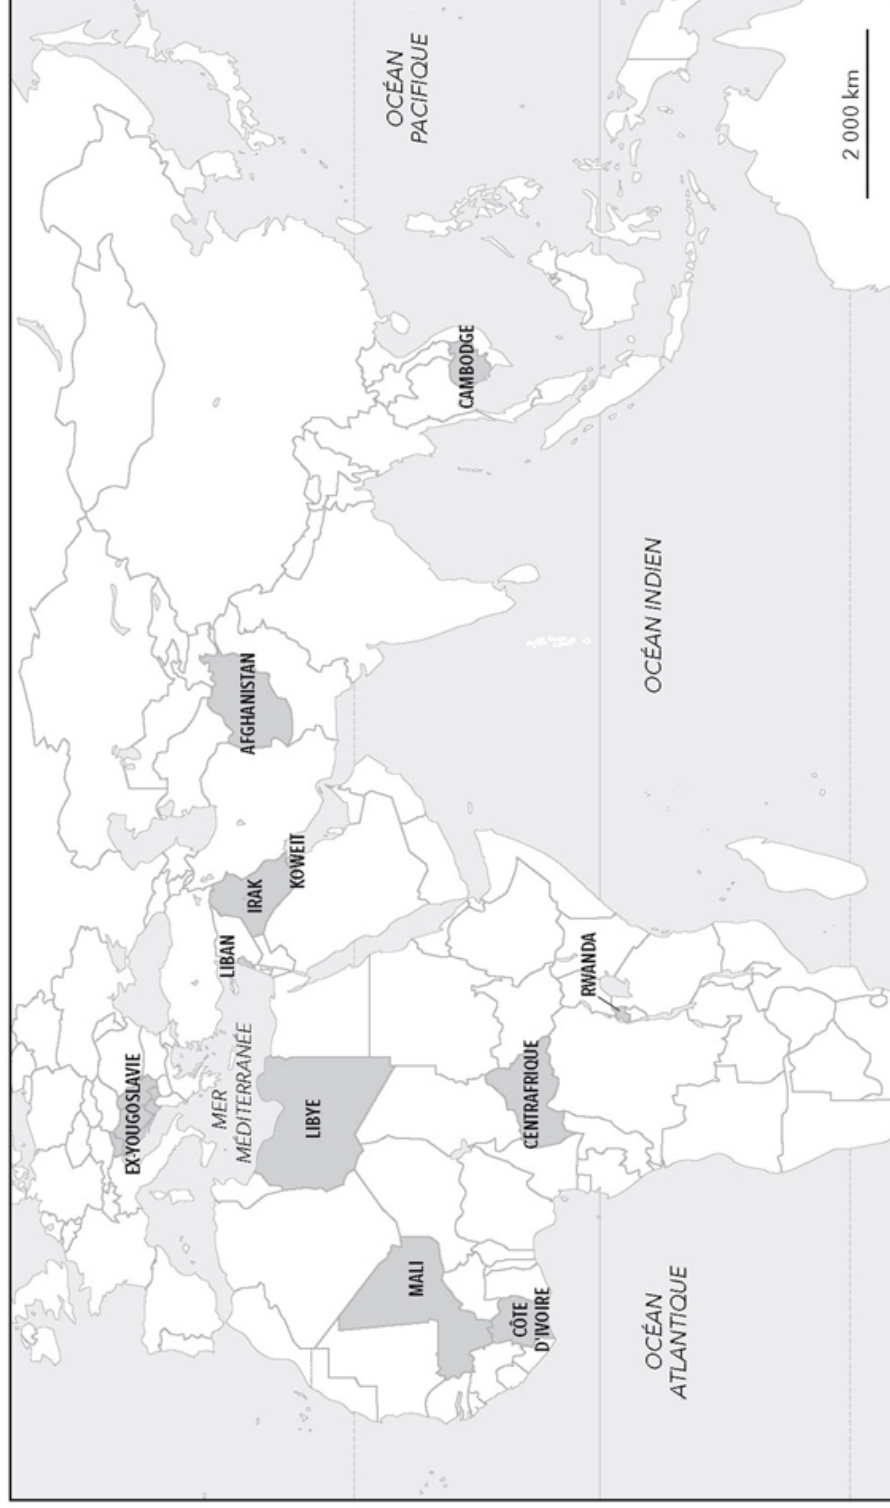 EX-YOUGOSLAVIE
MER
MÉDITERRANÉE
LIBAN
IRAK
KOWEIT
AFGHANISTAN
LIBYE
MALI
CÔTE
D'IVOIRE
CENTRAFRIQUE
RWANDA
CAMBODGE
OCÉAN
PACIFIQUE
OCÉAN INDIEN
OCÉAN
ATLANTIQUE
2 000 km